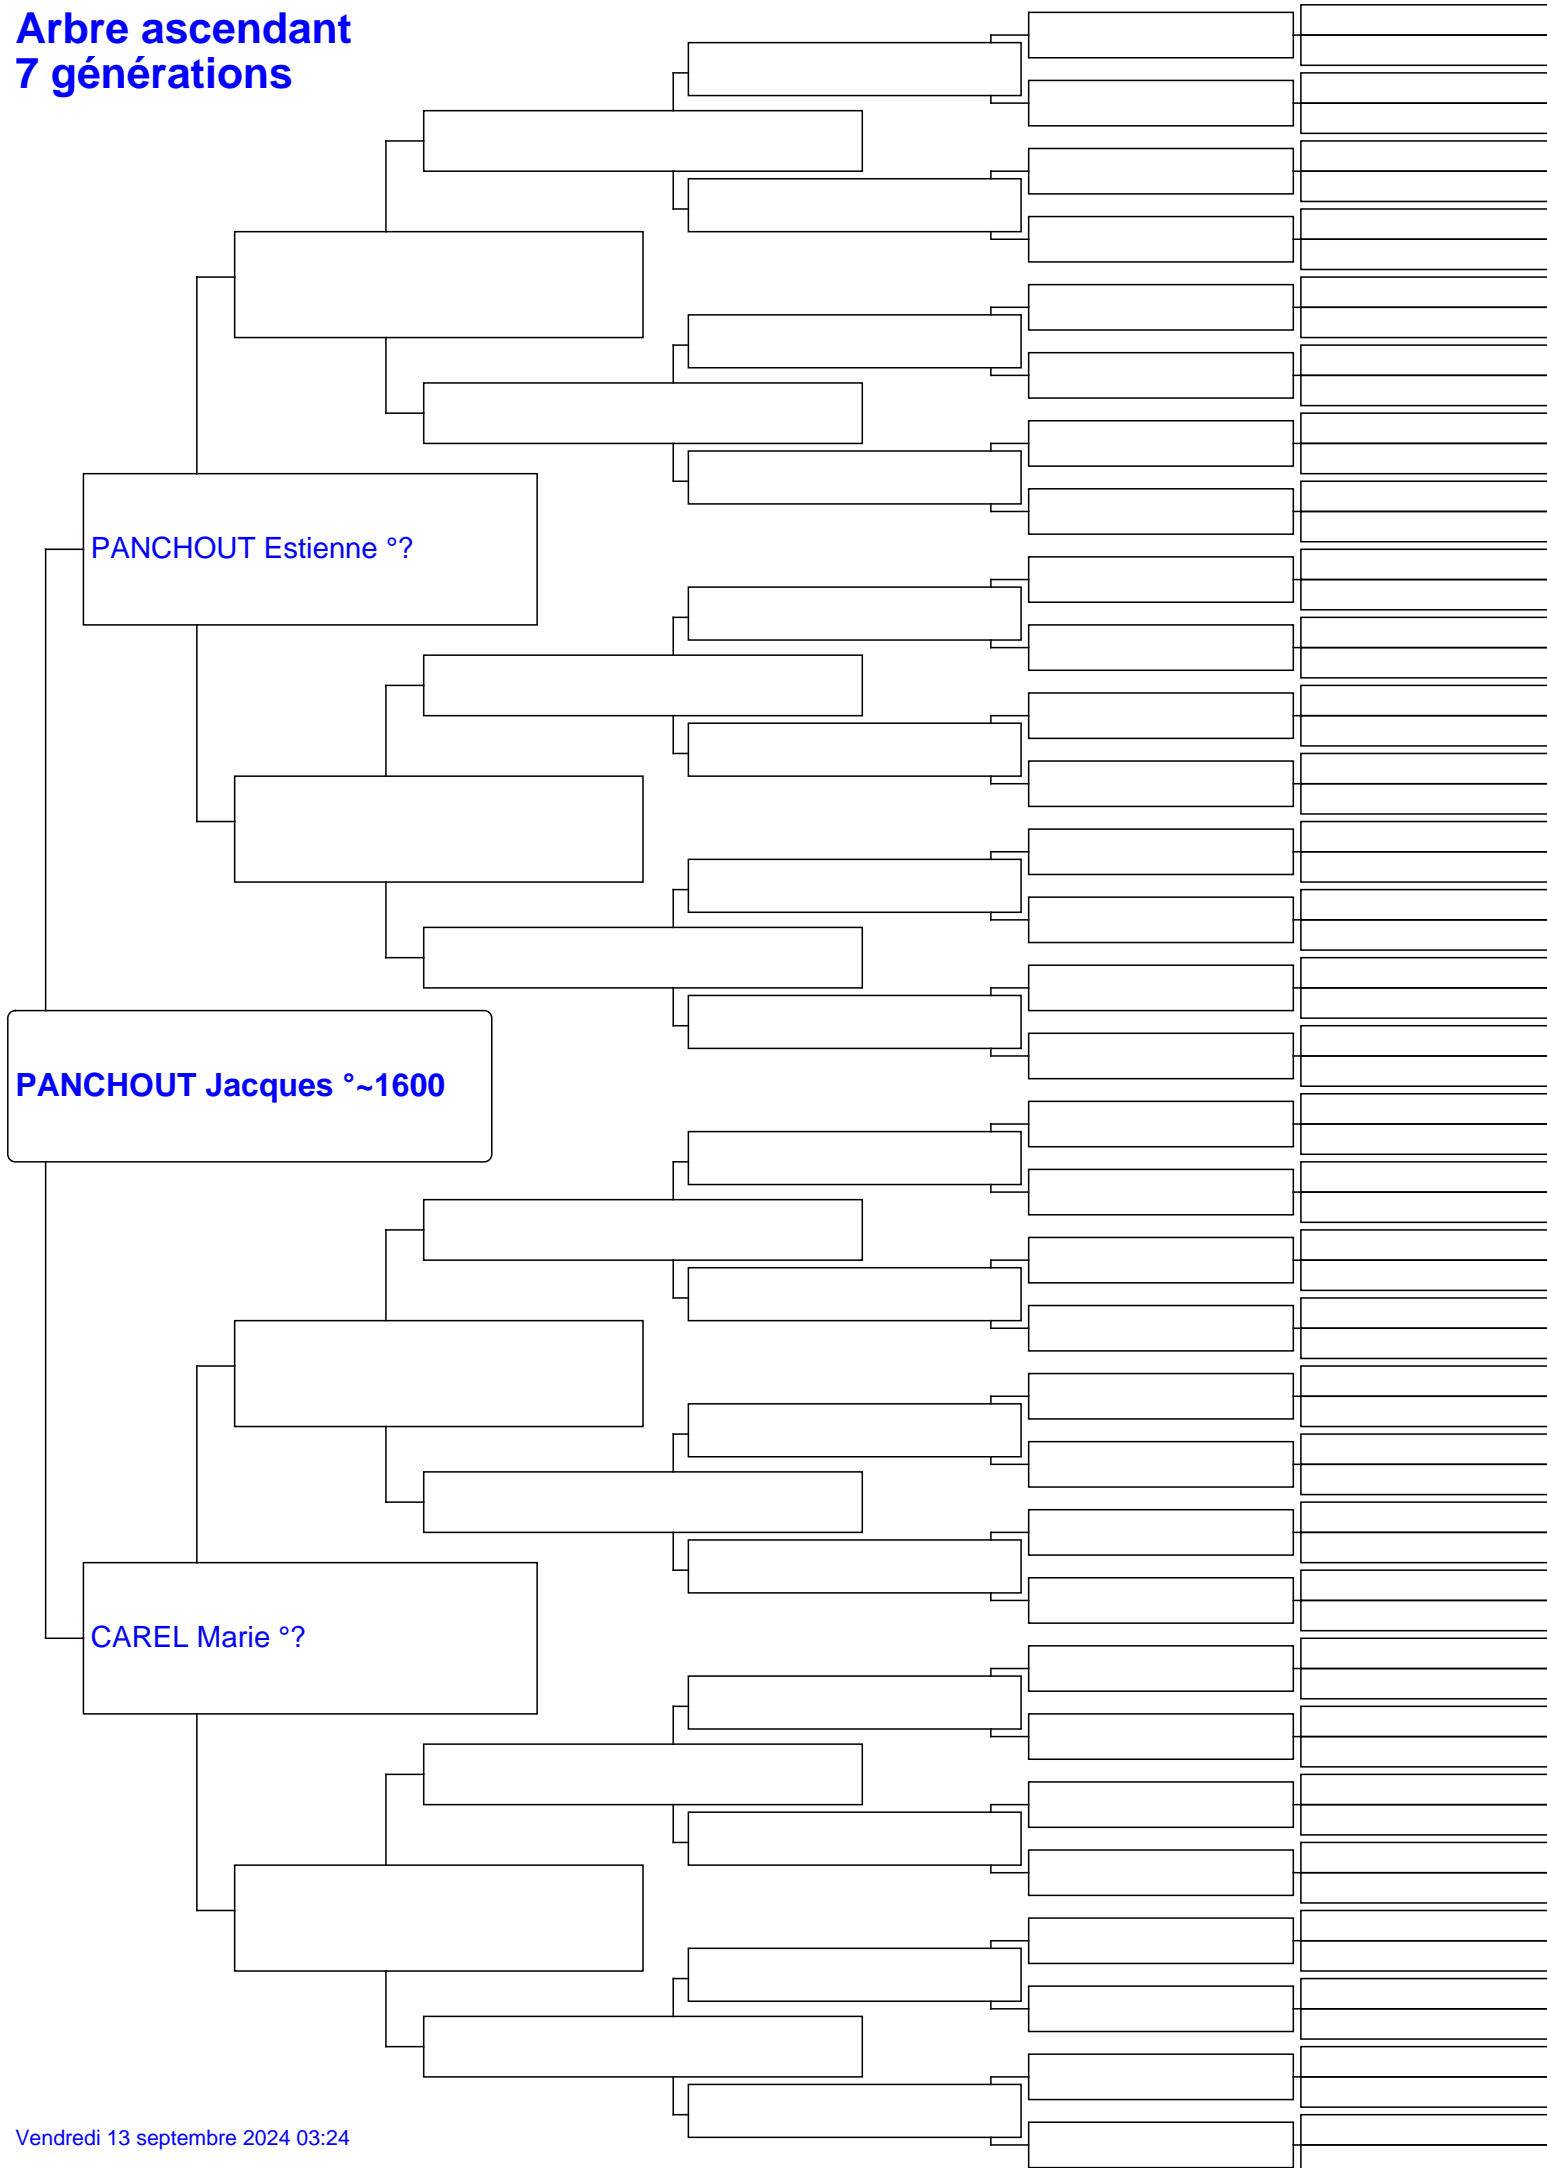 Arbre ascendant
7 générations
PANCHOUT Estienne °?
PANCHOUT Jacques °~1600
CAREL Marie °?
Vendredi 13 septembre 2024 03:24